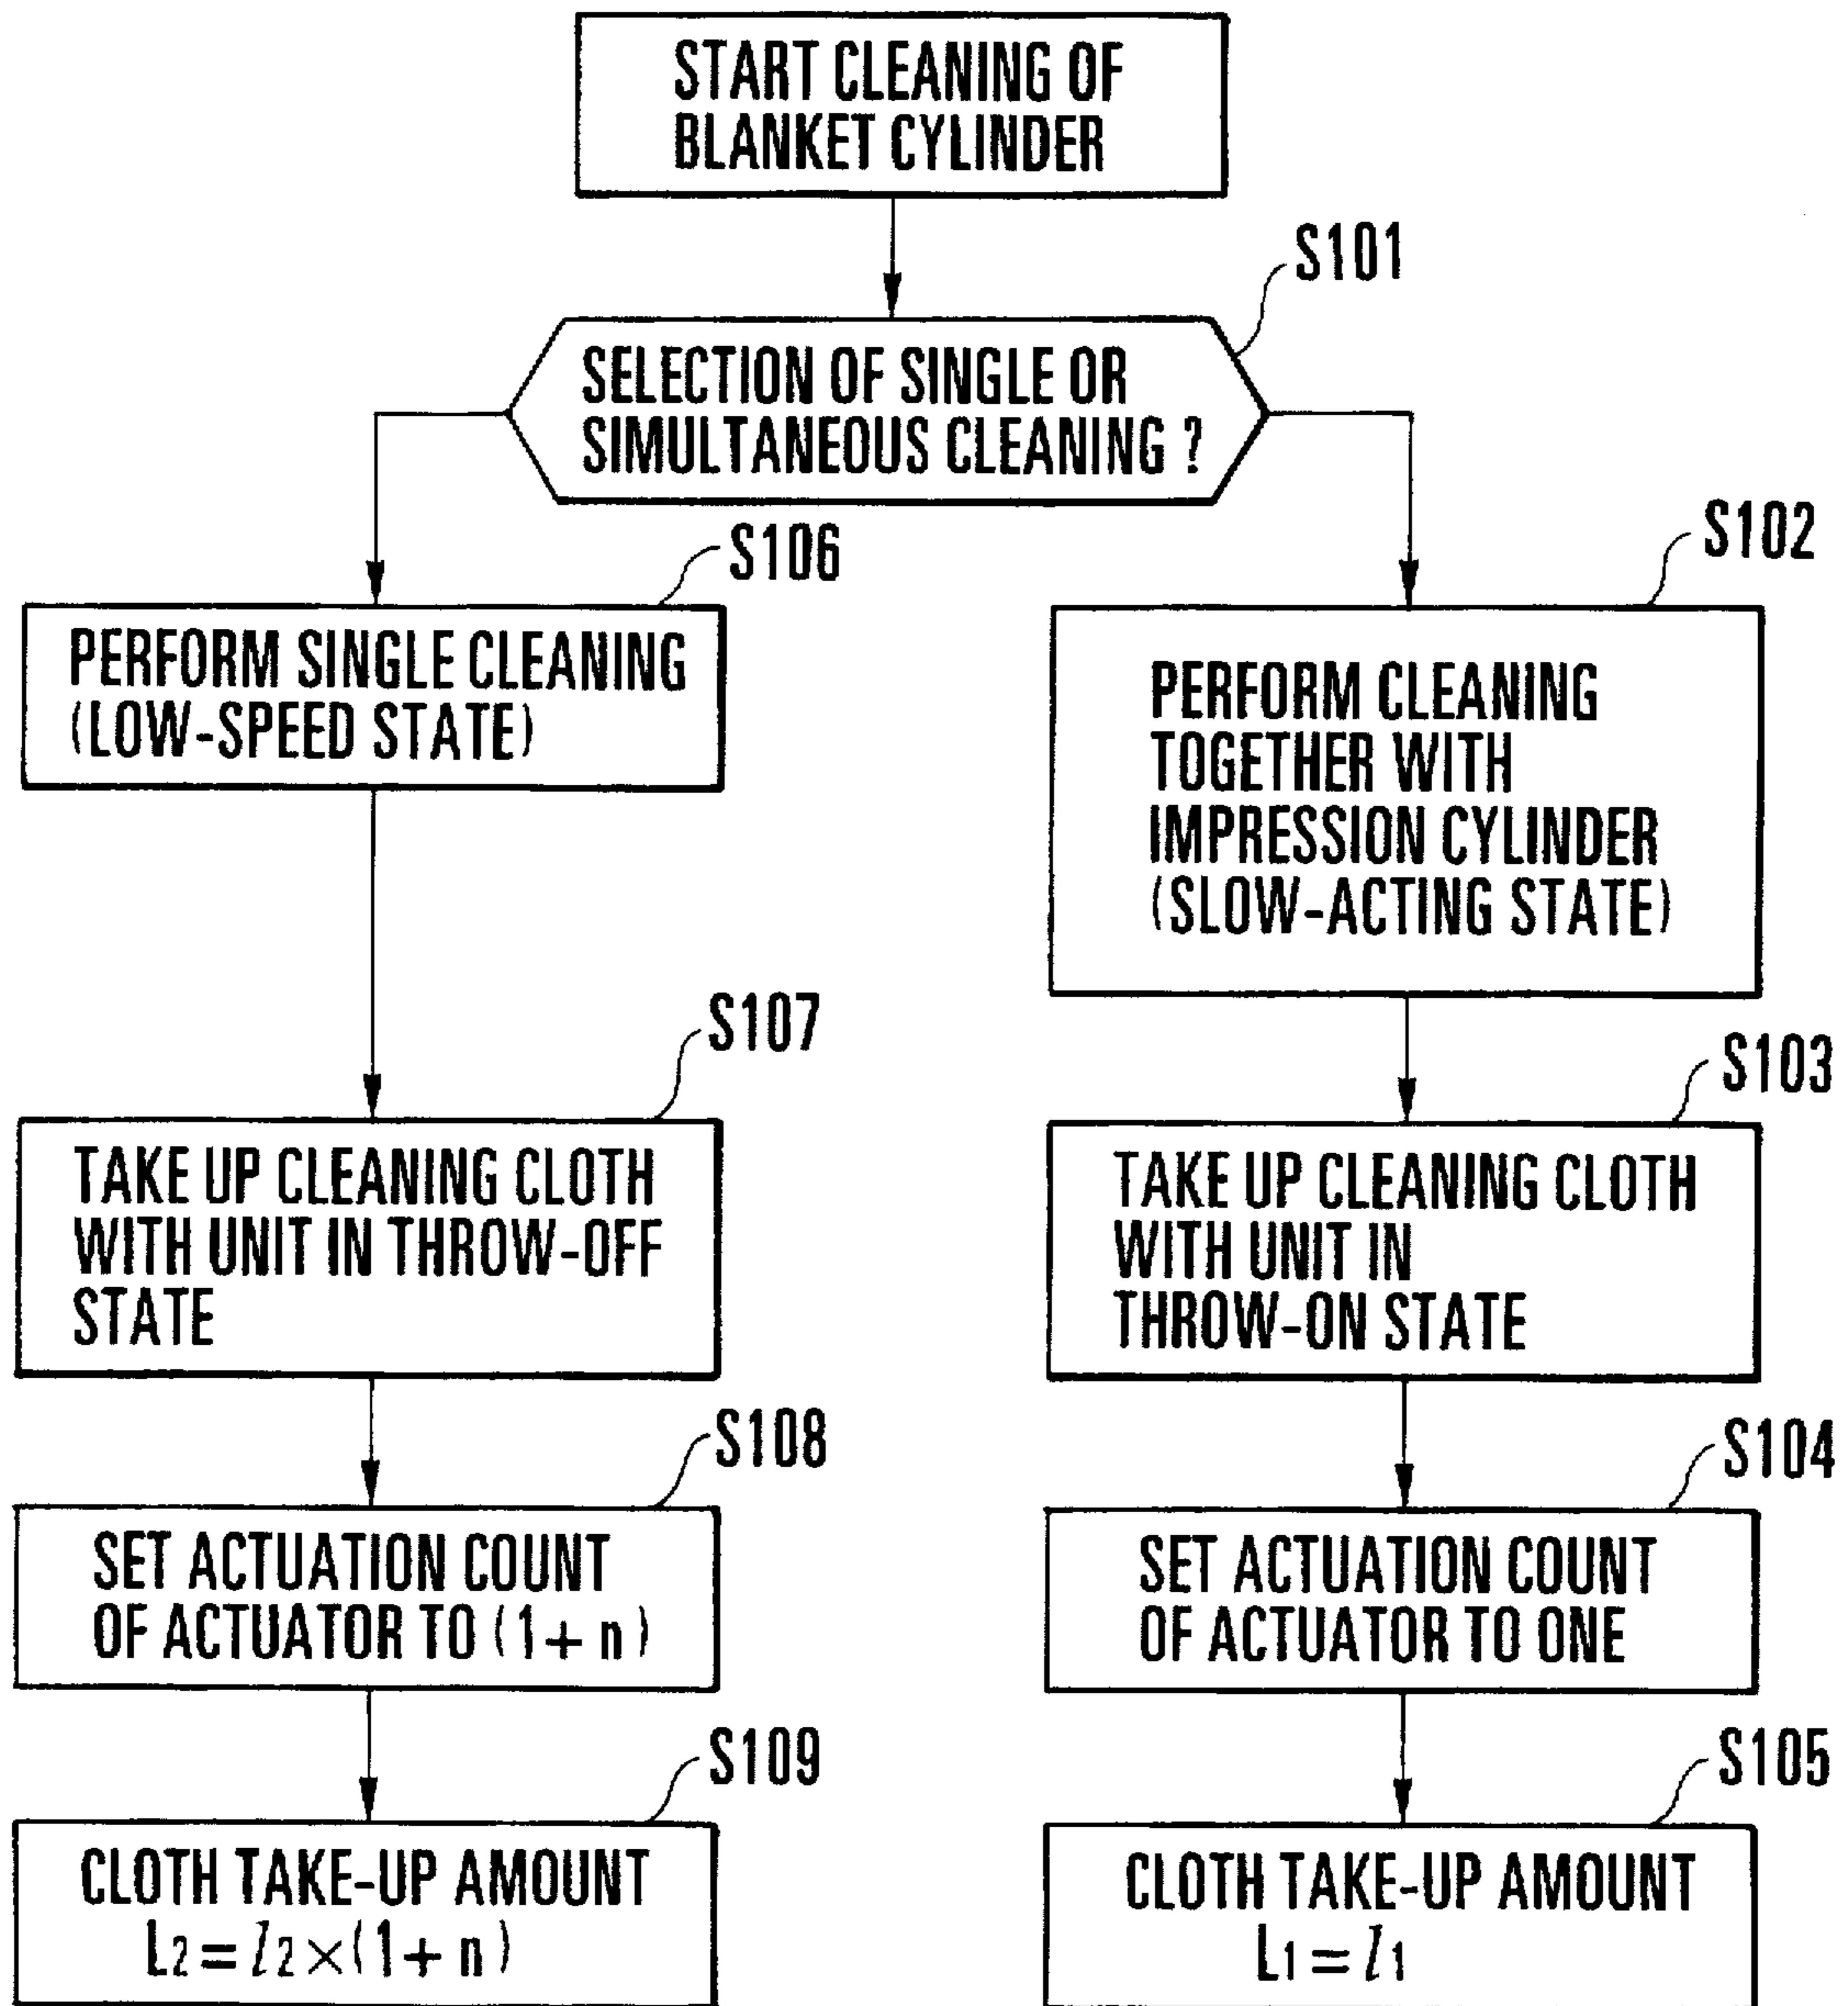 START CLEANING OF
BLANKET CYLINDER
S101
SELECTION OF SINGLE OR
SIMULTANEOUS CLEANING ?
S106
PERFORM SINGLE CLEANING
(LOW-SPEED STATE)
S107
TAKE UP CLEANING CLOTH
WITH UNIT IN THROW-OFF
STATE
S108
SET ACTUATION COUNT
OF ACTUATOR TO (1+n)
S109
CLOTH TAKE-UP AMOUNT
L2=l2×(1+n)
S102
PERFORM CLEANING
TOGETHER WITH
IMPRESSION CYLINDER
(SLOW-ACTING STATE)
S103
TAKE UP CLEANING CLOTH
WITH UNIT IN
THROW-ON STATE
S104
SET ACTUATION COUNT
OF ACTUATOR TO ONE
S105
CLOTH TAKE-UP AMOUNT
L1=l1